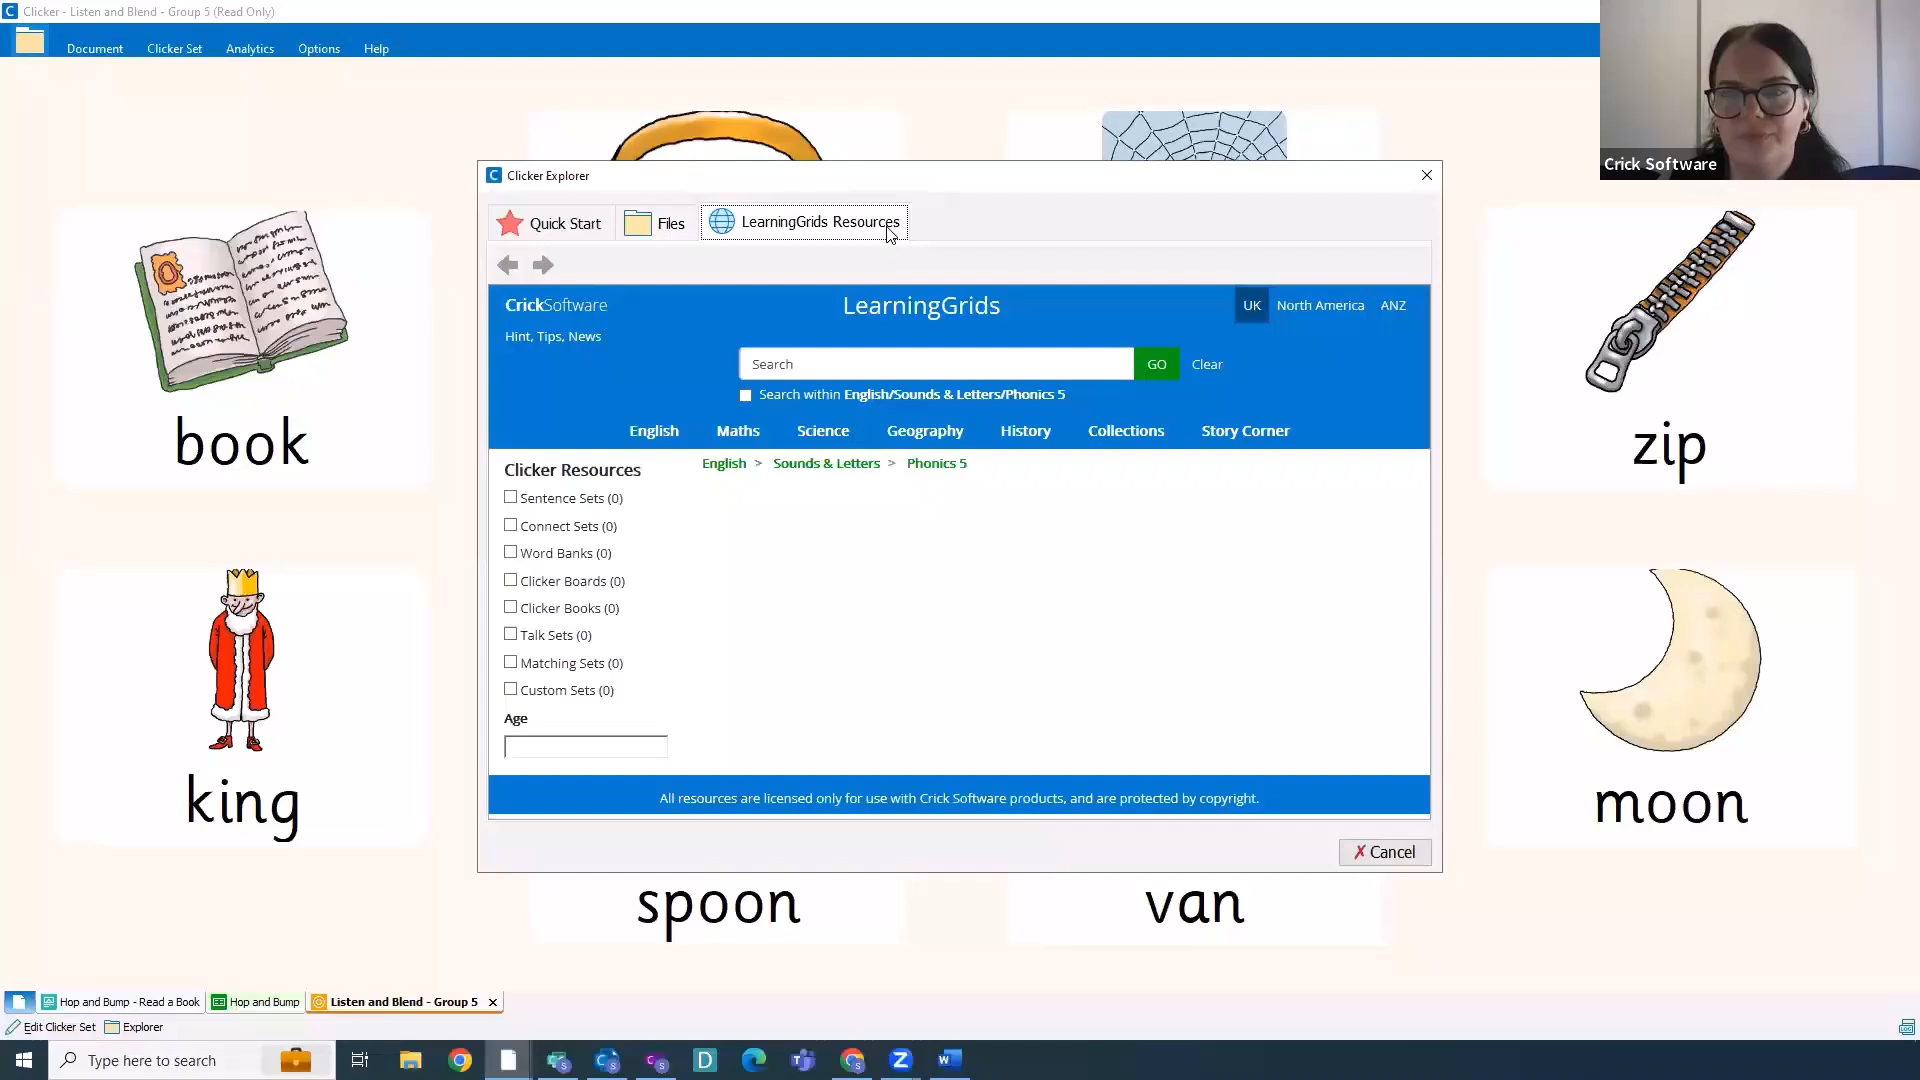 Clicker - Listen and Blend - Group 5 (Read Only)
Document Clicker Set Analytics Options Help
Crick Software
Clicker Explorer
Quick Start Files LearningGrids Resources
CrickSoftware LearningGrids UK North America ANZ
Hint, Tips, News
Search GO Clear
Search within English/Sounds & Letters/Phonics 5
English Maths Science Geography History Collections Story Corner
Clicker Resources
English > Sounds & Letters > Phonics 5
Sentence Sets (0)
Connect Sets (0)
Word Banks (0)
Clicker Boards (0)
Clicker Books (0)
Talk Sets (0)
Matching Sets (0)
Custom Sets (0)
Age
All resources are licensed only for use with Crick Software products, and are protected by copyright.
Cancel
book
zip
king
moon
spoon
van
Hop and Bump - Read a Book Hop and Bump Listen and Blend - Group 5
Edit Clicker Set Explorer
Type here to search